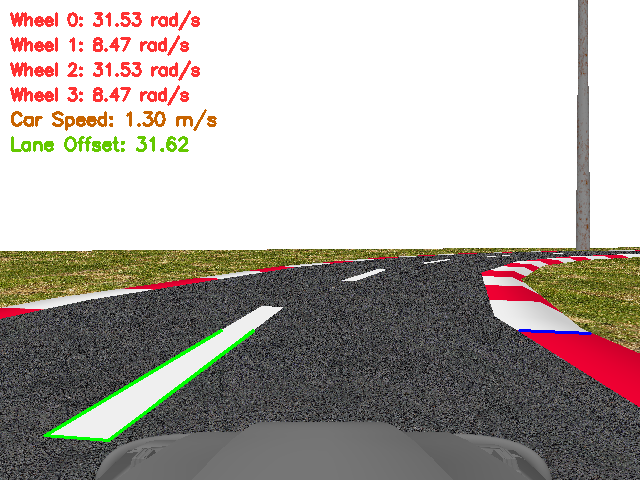 Wheel 0: 31.53 rad/s
Wheel 1: 8.47 rad/s
Wheel 2: 31.53 rad/s
Wheel 3: 8.47 rad/s
Car Speed: 1.30 m/s
Lane Offset: 31.62